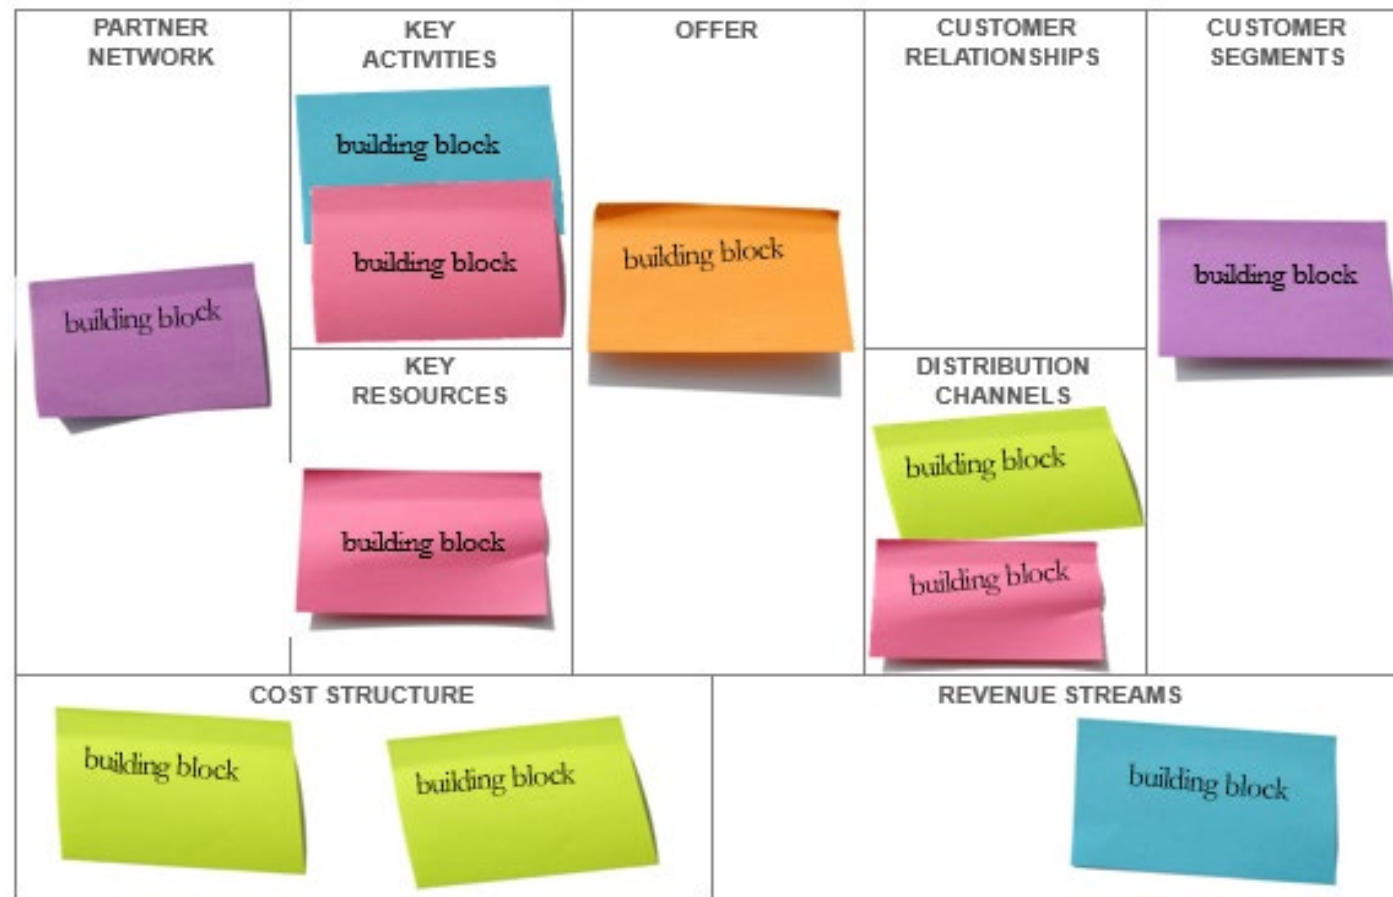 PARTNER
NETWORK
building block
KEY
ACTIVITIES
building block
building block
KEY
RESOURCES
building block
OFFER
building block
CUSTOMER
RELATIONSHIPS
DISTRIBUTION
CHANNELS
building block
building block
CUSTOMER
SEGMENTS
building block
COST STRUCTURE
building block
building block
REVENUE STREAMS
building block